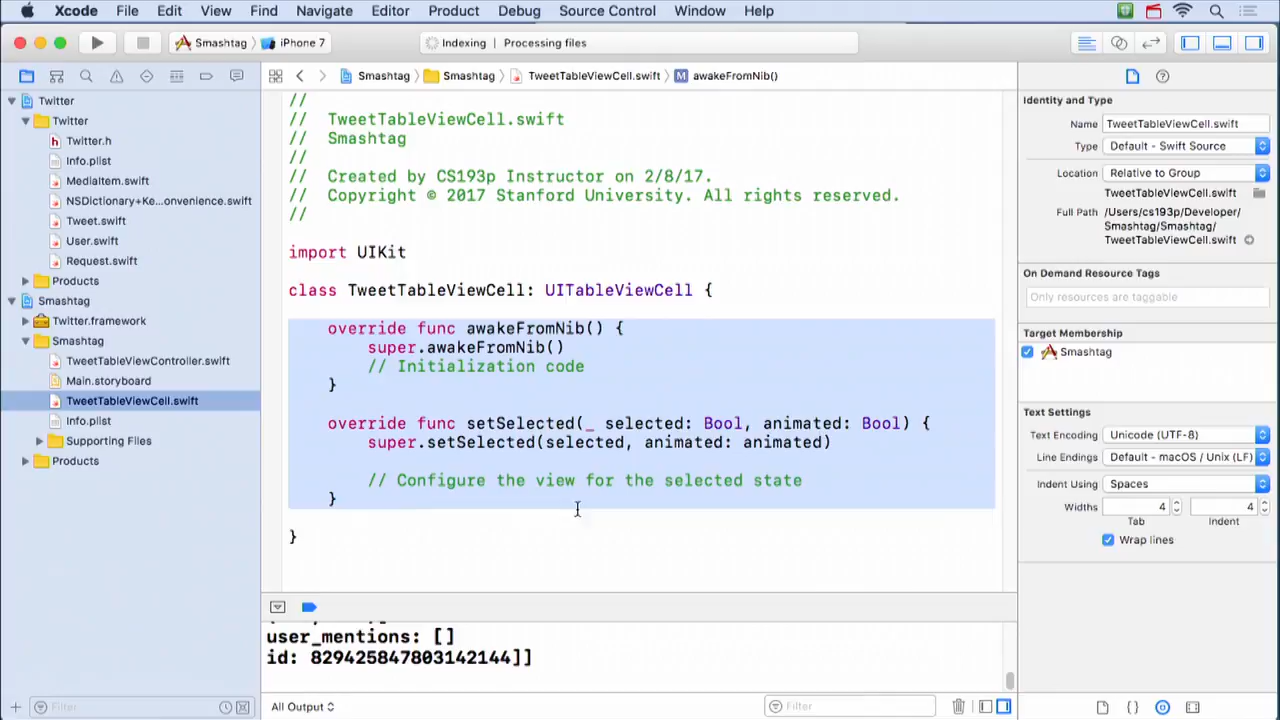 Xcode File Edit View Find Navigate Editor Product Debug Source Control Window Help
Smashtag iPhone 7 Indexing Processing files
Smashtag Smashtag TweetTableViewCell.swift M awakeFromNib()
Twitter
Twitter
h Twitter.h
Info.plist
MediaItem.swift
NSDictionary+Ke...onvenience.swift
Tweet.swift
User.swift
Request.swift
Products
Smashtag
Twitter.framework
Smashtag
TweetTableViewController.swift
Main.storyboard
TweetTableViewCell.swift
Info.plist
Supporting Files
Products
Filter
//
// TweetTableViewCell.swift
// Smashtag
//
// Created by CS193p Instructor on 2/8/17.
// Copyright © 2017 Stanford University. All rights reserved.
//
import UIKit
class TweetTableViewCell: UITableViewCell {
override func awakeFromNib() {
super.awakeFromNib()
// Initialization code
}
override func setSelected(_ selected: Bool, animated: Bool) {
super.setSelected(selected, animated: animated)
// Configure the view for the selected state
}
}
user_mentions: []
id: 829425847803142144]]
All Output
Filter
Identity and Type
Name TweetTableViewCell.swift
Type Default - Swift Source
Location Relative to Group
TweetTableViewCell.swift
Full Path /Users/cs193p/Developer/
Smashtag/Smashtag/
TweetTableViewCell.swift
On Demand Resource Tags
Only resources are taggable
Target Membership
Smashtag
Text Settings
Text Encoding Unicode (UTF-8)
Line Endings Default - macOS / Unix (LF)
Indent Using Spaces
Widths 4 4
Tab Indent
Wrap lines
{ }